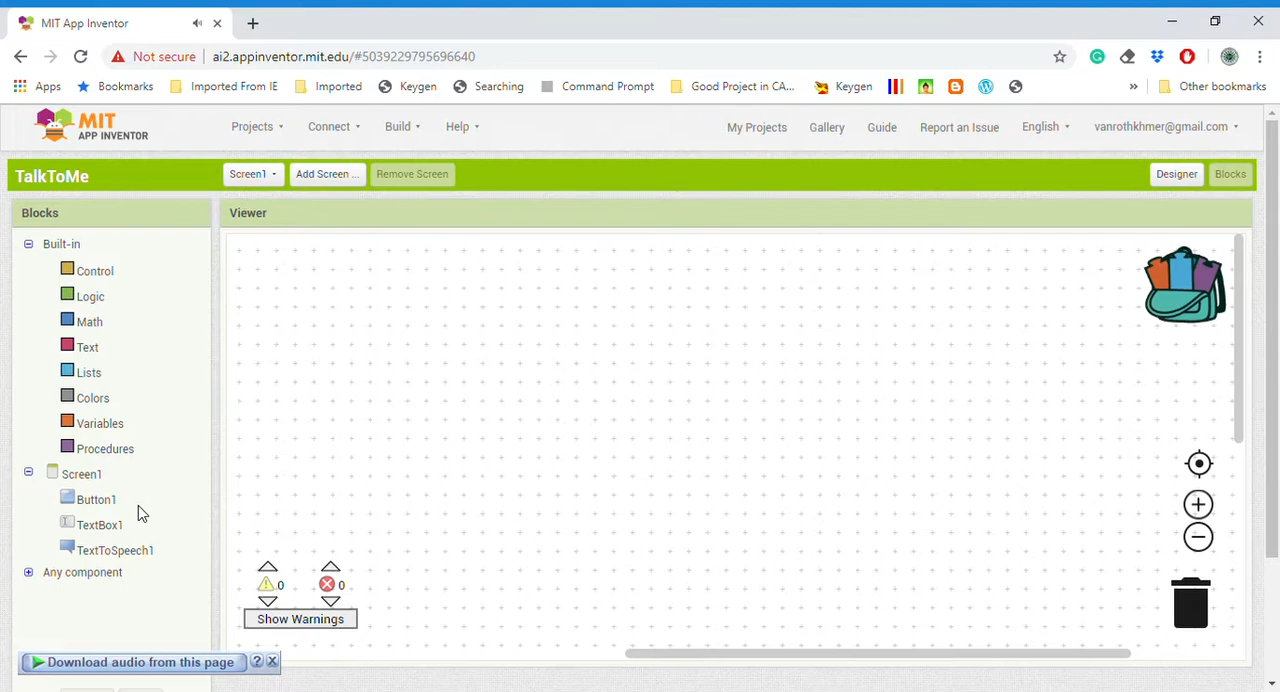 MIT App Inventor
Not secure
ai2.appinventor.mit.edu/#5039229795696640
Apps
Bookmarks
Imported From IE
Imported
Keygen
Searching
Command Prompt
Good Project in CA...
Keygen
»
Other bookmarks
MIT
APP INVENTOR
Projects
Connect
Build
Help
My Projects
Gallery
Guide
Report an Issue
English
vanrothkhmer@gmail.com
TalkToMe
Screen1
Add Screen ...
Remove Screen
Designer
Blocks
Blocks
Viewer
Built-in
Control
Logic
Math
Text
Lists
Colors
Variables
Procedures
Screen1
Button1
TextBox1
TextToSpeech1
Any component
0
0
Show Warnings
Download audio from this page